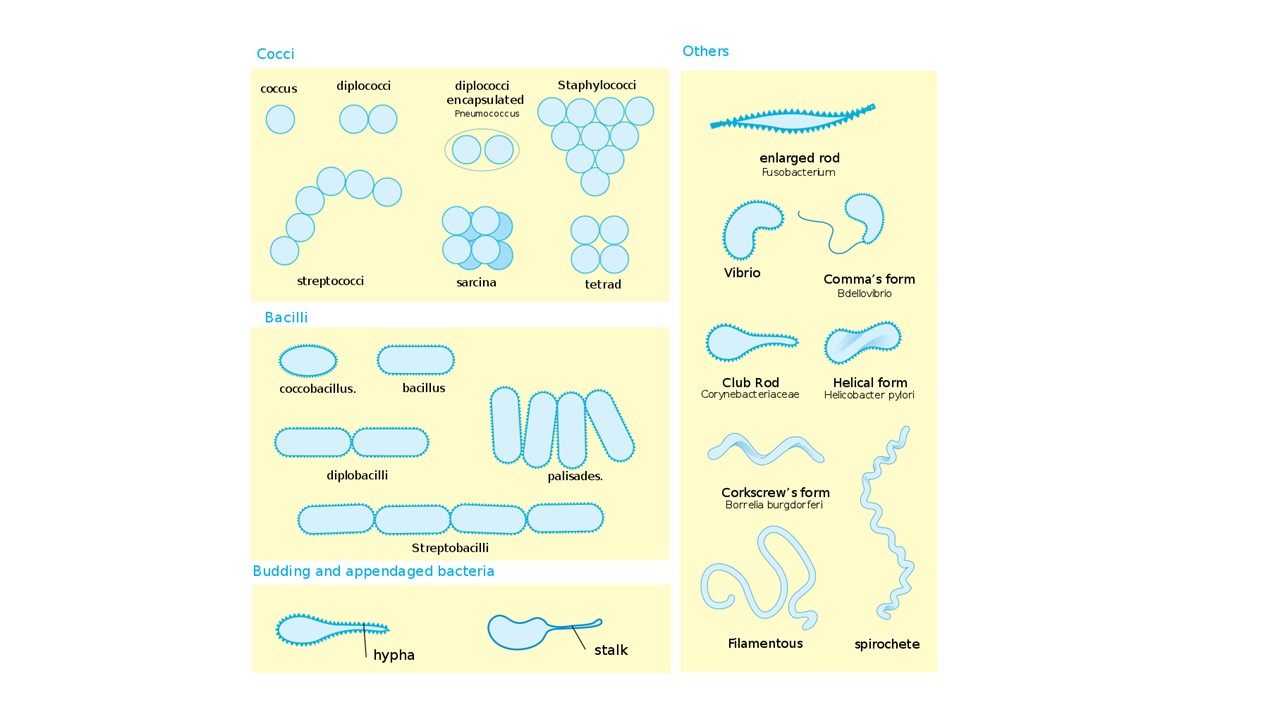 Cocci
coccus
diplococci
diplococci
encapsulated
Pneumococcus
Staphylococci
streptococci
sarcina
tetrad
Bacilli
coccobacillus.
bacillus
diplobacilli
palisades.
Streptobacilli
Budding and appendaged bacteria
hypha
stalk
Others
enlarged rod
Fusobacterium
Vibrio
Comma's form
Bdellovibrio
Club Rod
Corynebacteriaceae
Helical form
Helicobacter pylori
Corkscrew's form
Borrelia burgdorferi
Filamentous
spirochete